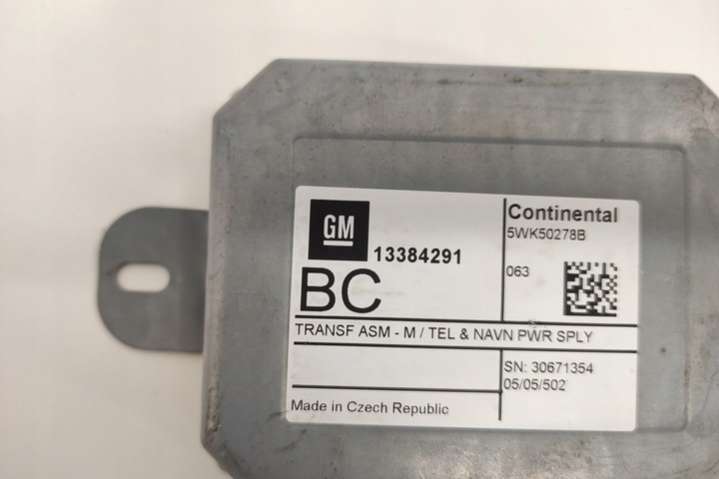 GM
13384291
BC
Continental
5WK50278B
063
TRANSF ASM - M / TEL & NAVN PWR SPLY
SN: 30671354
05/05/502
Made in Czech Republic